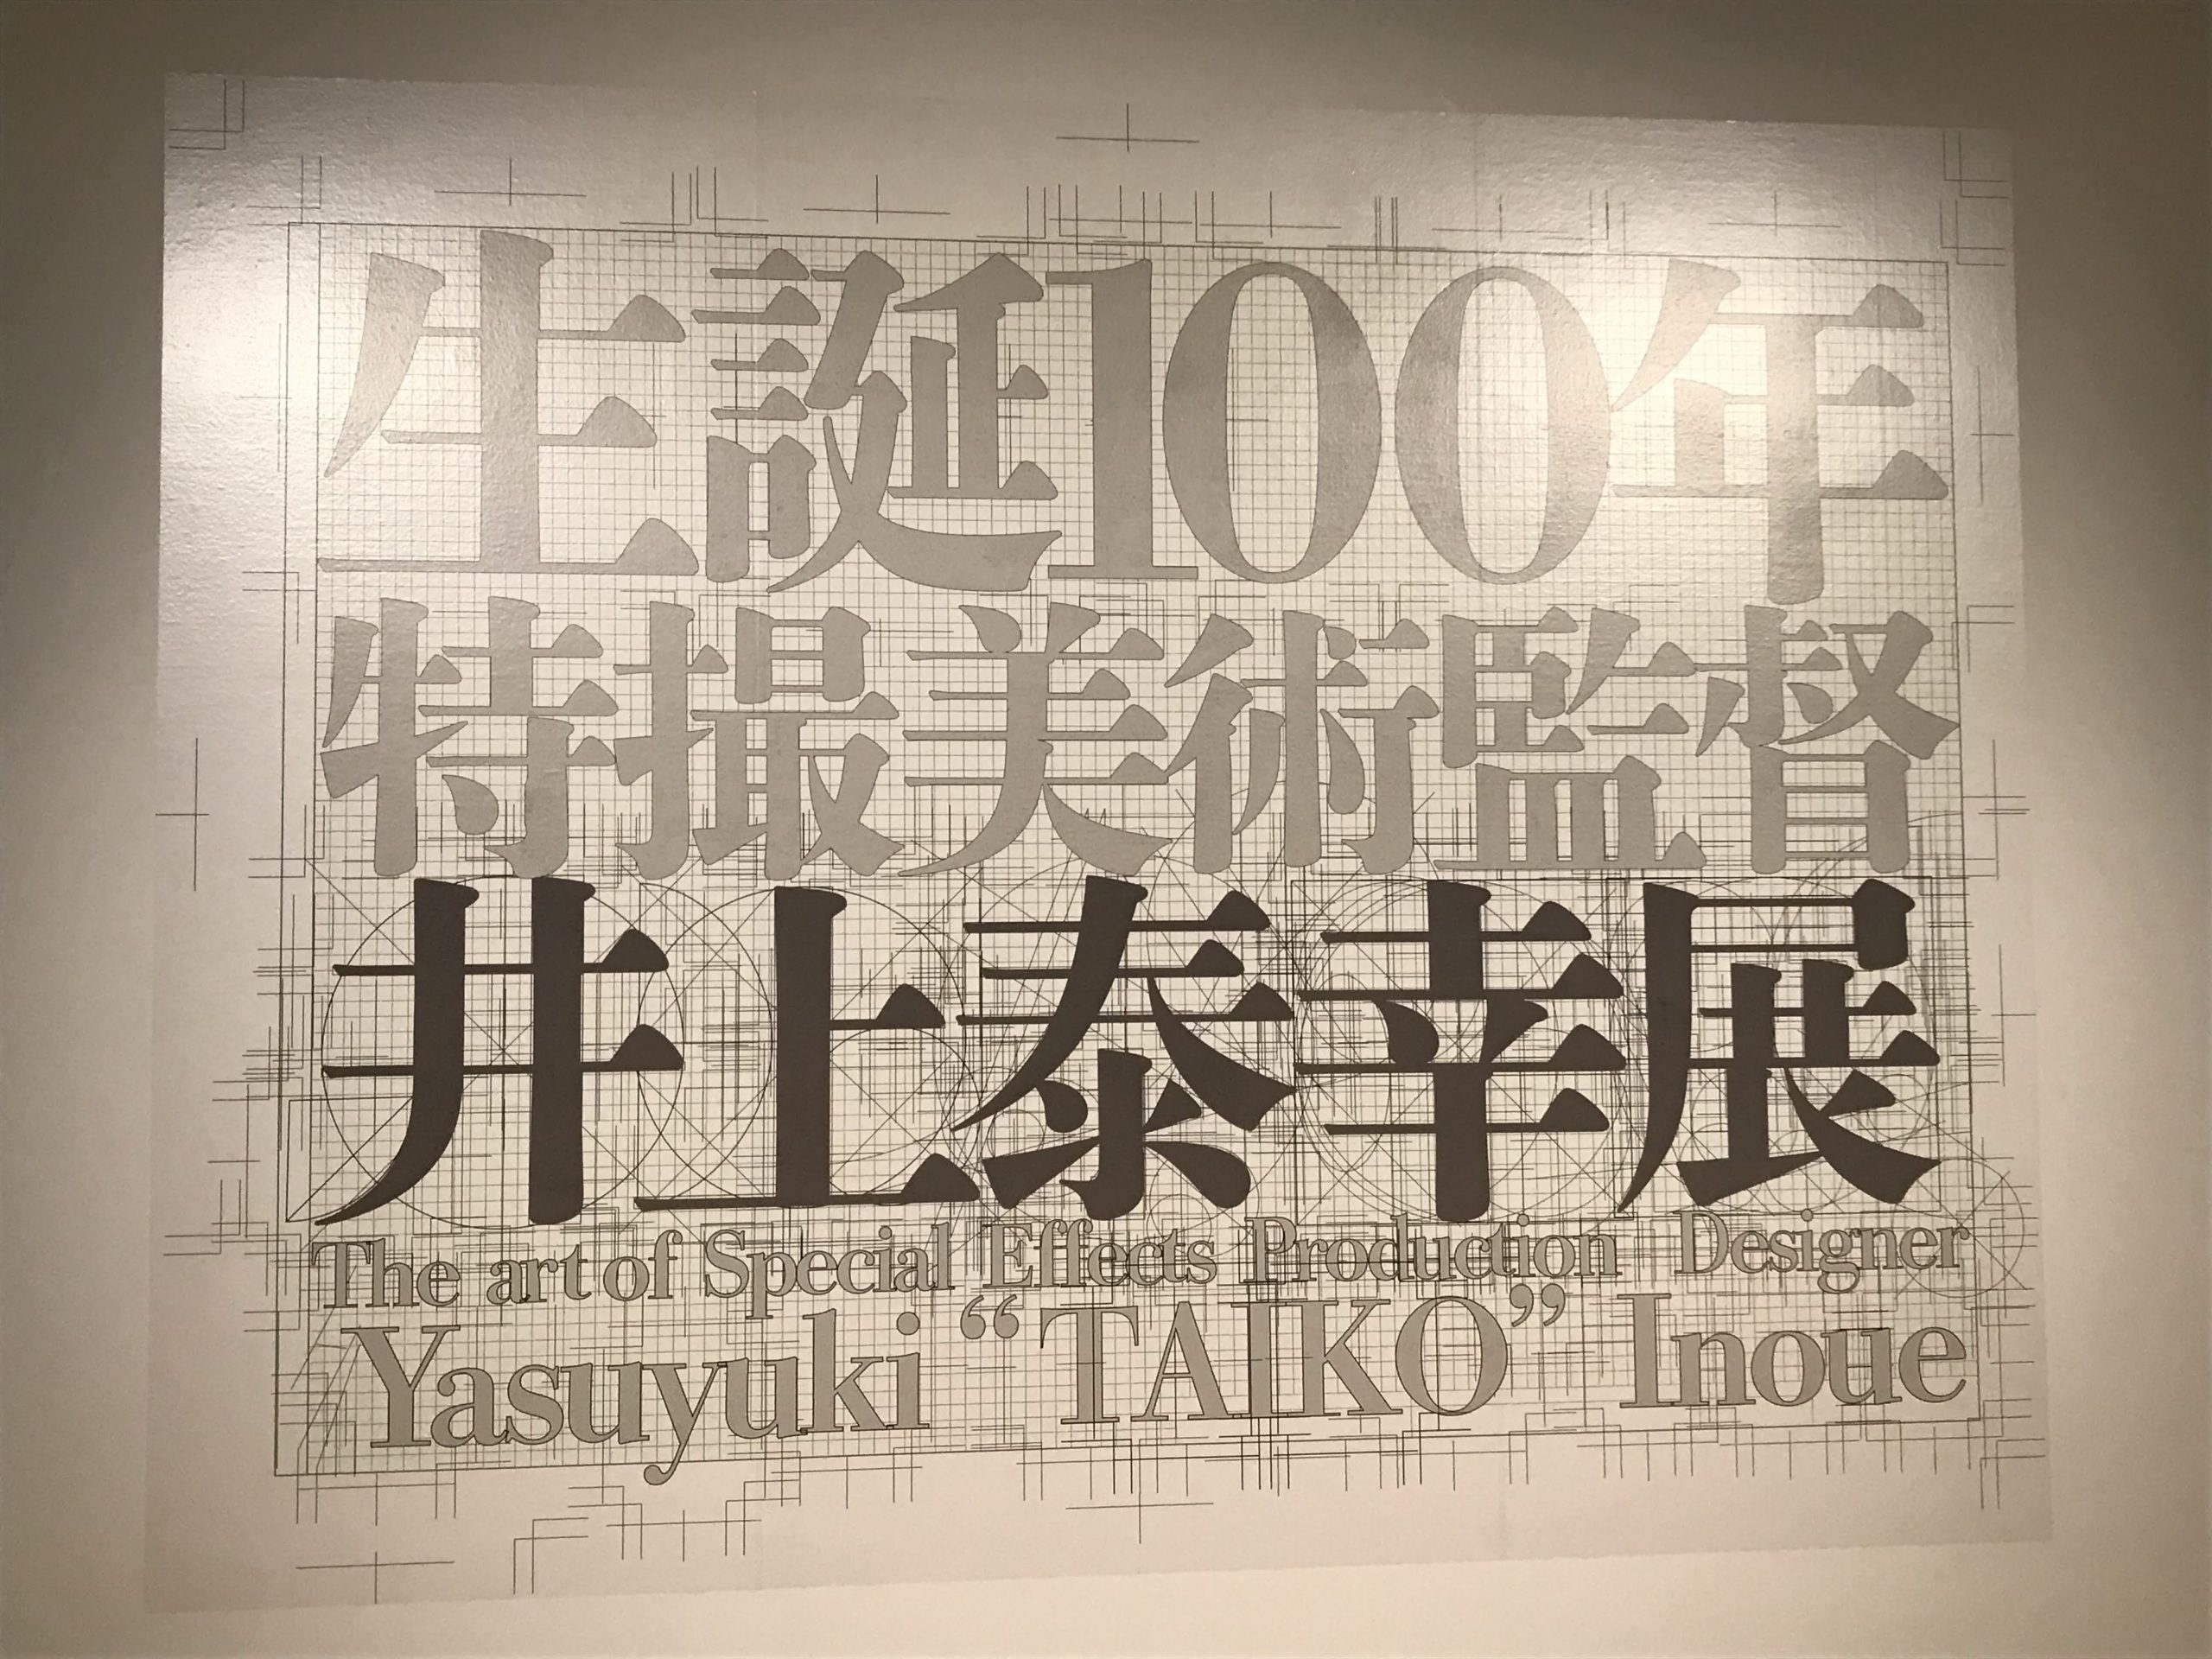 生誕100年
特撮美術監督
井上泰幸展
The art of Special Effects Production Designer
Yasuyuki “TAIKO” Inoue